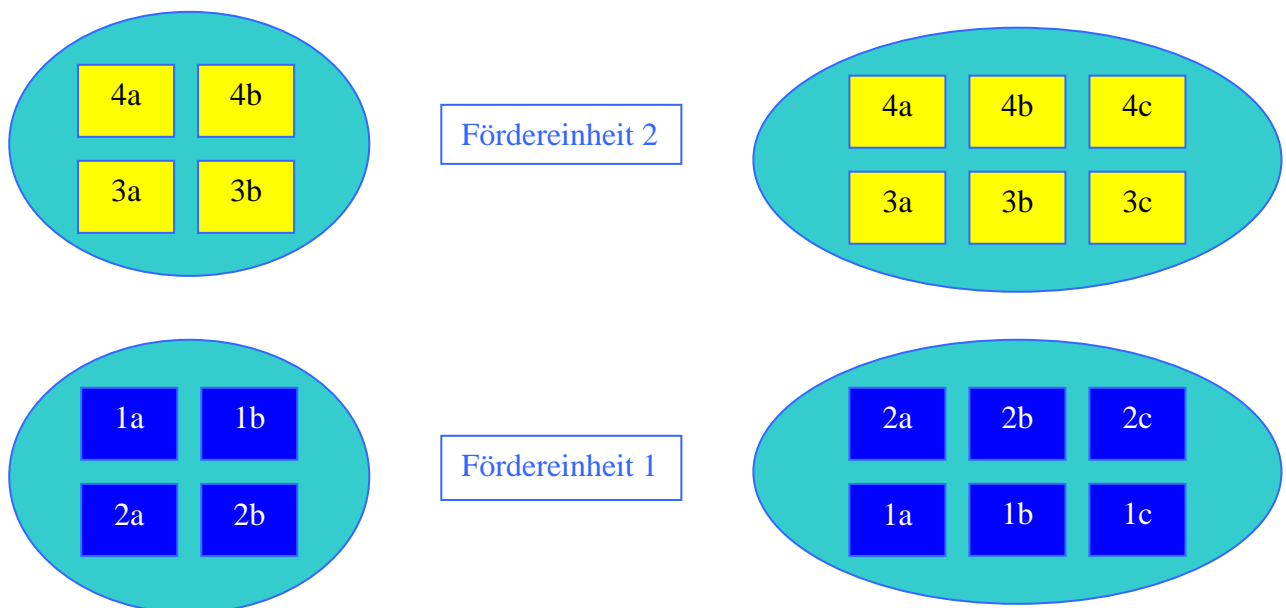 4a 4b
3a 3b
Fördereinheit 2
4a 4b 4c
3a 3b 3c
1a 1b
2a 2b
Fördereinheit 1
2a 2b 2c
1a 1b 1c